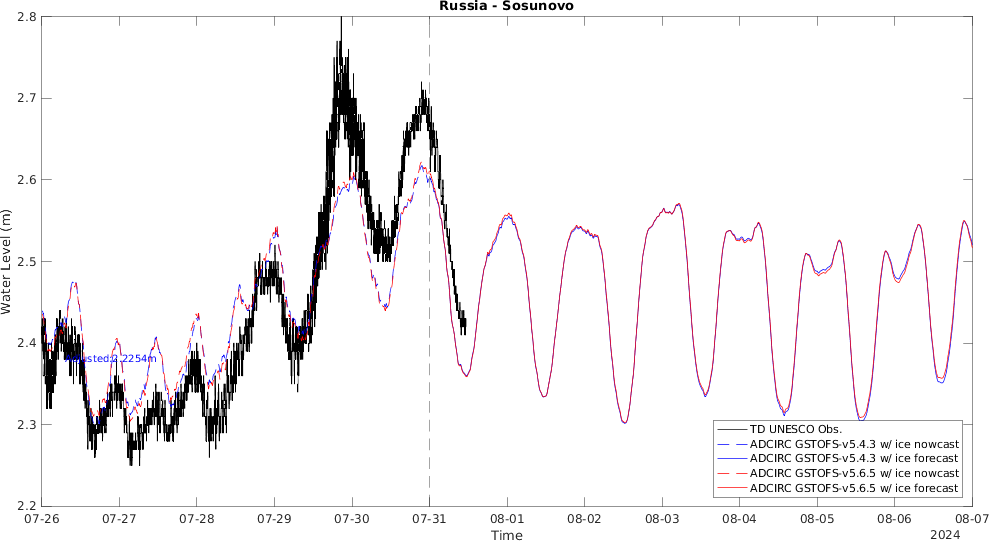 Russia - Sosunovo
2.8
2.7
2.6
2.5
2.4
2.3
2.2
Water Level (m)
:2.2254m
07-26
07-27
07-28
07-29
07-30
07-31
08-01
08-02
08-03
08-04
08-05
08-06
08-07
Time
2024
TD UNESCO Obs.
ADCIRC GSTOFS-v5.4.3 w/ ice nowcast
ADCIRC GSTOFS-v5.4.3 w/ ice forecast
ADCIRC GSTOFS-v5.6.5 w/ ice nowcast
ADCIRC GSTOFS-v5.6.5 w/ ice forecast